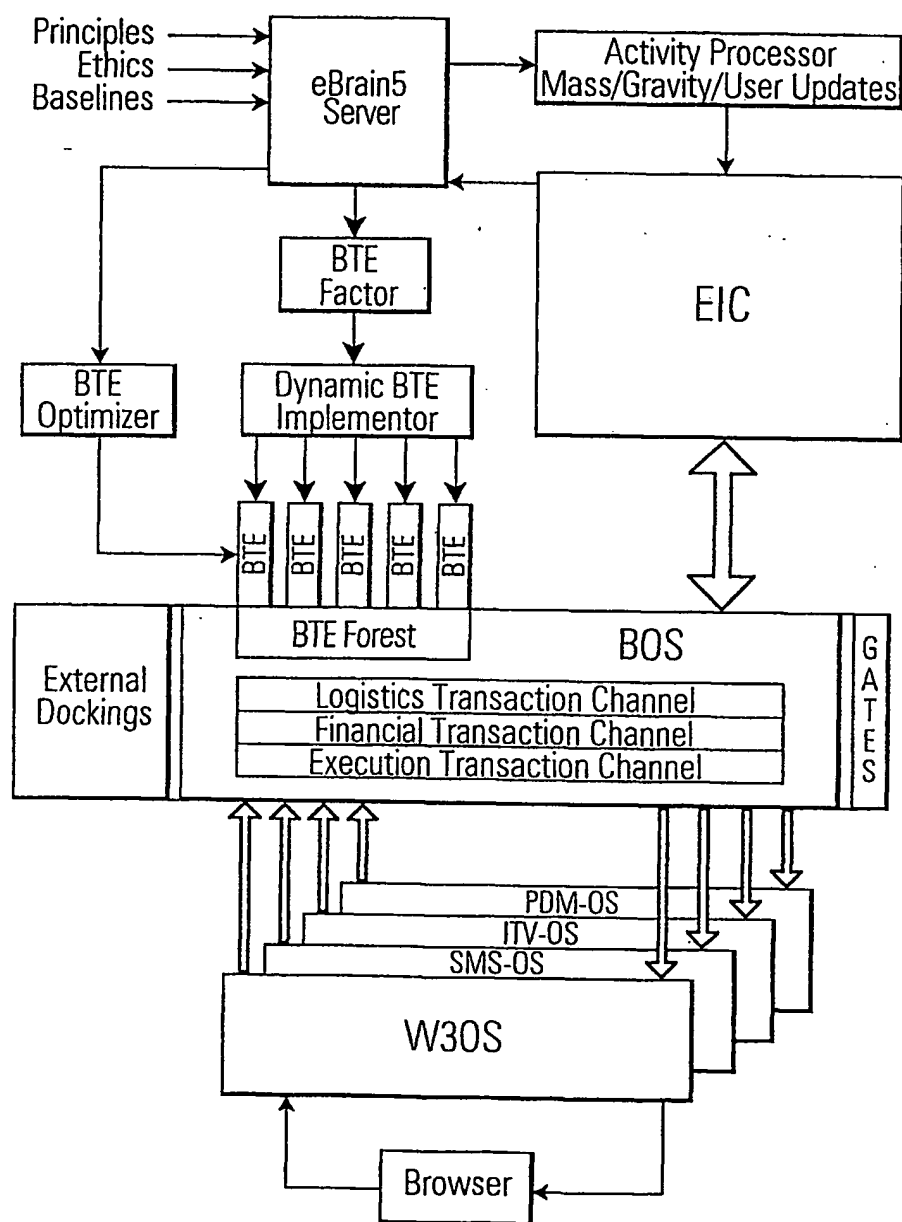 Principles
Ethics
Baselines
eBrain5
Server
Activity Processor
Mass/Gravity/User Updates
BTE
Factor
EIC
BTE
Optimizer
Dynamic BTE
Implementor
BTE
BTE
BTE
BTE
BTE
BTE Forest
BOS
External
Dockings
GATES
Logistics Transaction Channel
Financial Transaction Channel
Execution Transaction Channel
PDM-OS
ITV-OS
SMS-OS
W3OS
Browser